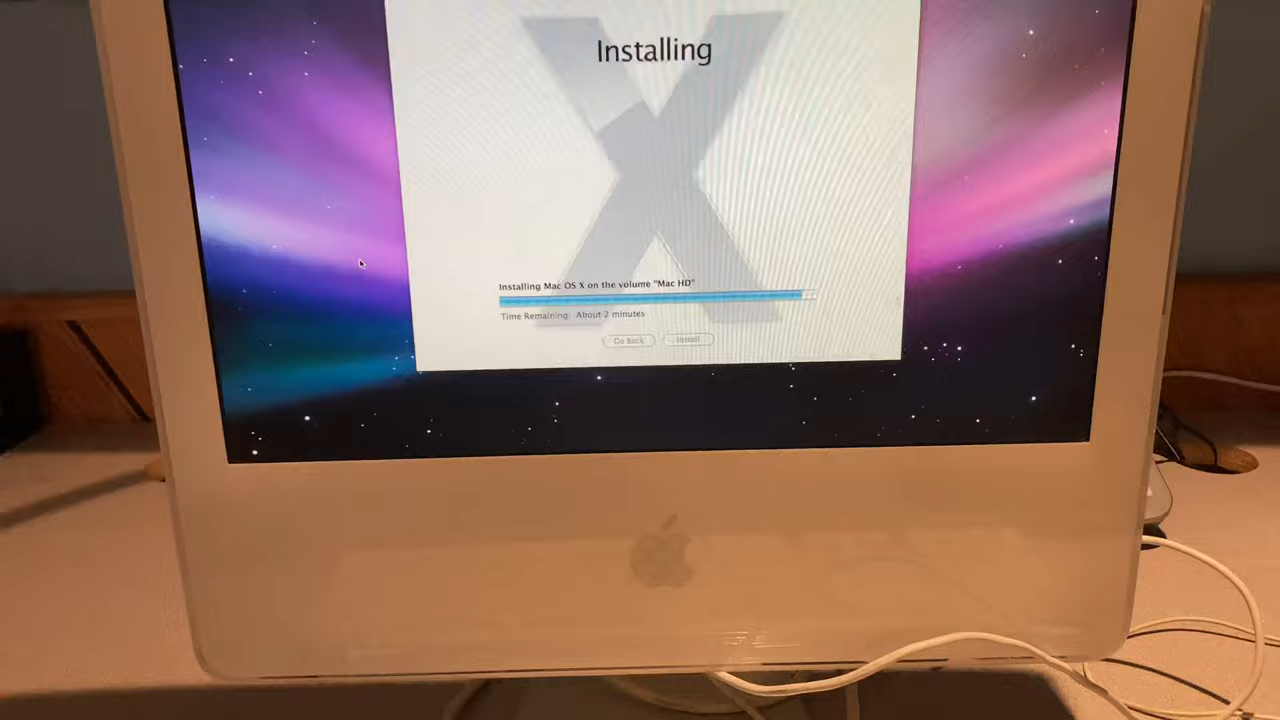 Installing
Installing Mac OS X on the volume "Mac HD"
Time Remaining: About 2 minutes
Go Back
Install